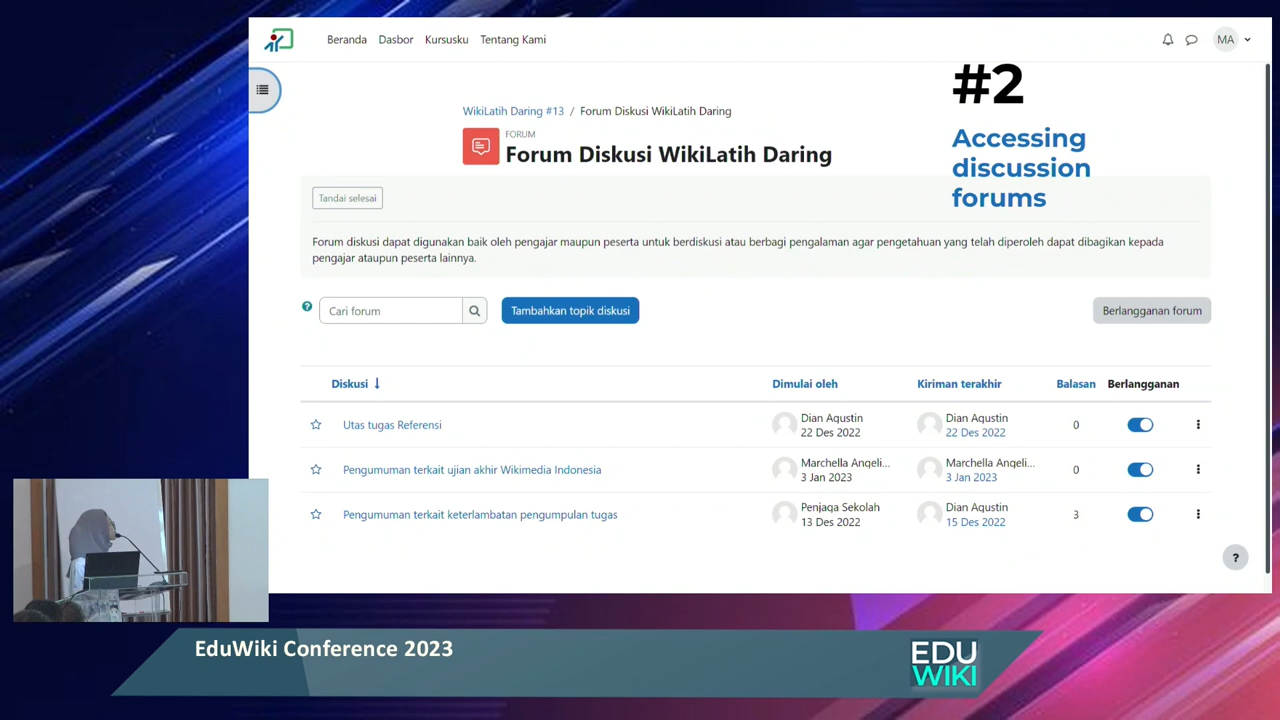 Beranda Dasbor Kursusku Tentang Kami
MA
#2
Accessing
discussion
forums
WikiLatih Daring #13 / Forum Diskusi WikiLatih Daring
FORUM
Forum Diskusi WikiLatih Daring
Tandai selesai
Forum diskusi dapat digunakan baik oleh pengajar maupun peserta untuk berdiskusi atau berbagi pengalaman agar pengetahuan yang telah diperoleh dapat dibagikan kepada
pengajar ataupun peserta lainnya.
? Cari forum Tambahkan topik diskusi Berlangganan forum
Diskusi ↓ Dimulai oleh Kiriman terakhir Balasan Berlangganan
Utas tugas Referensi Dian Agustin Dian Agustin 0
22 Des 2022 22 Des 2022
Pengumuman terkait ujian akhir Wikimedia Indonesia Marchella Angeli... Marchella Angeli... 0
3 Jan 2023 3 Jan 2023
Pengumuman terkait keterlambatan pengumpulan tugas Penjaga Sekolah Dian Agustin 3
13 Des 2022 15 Des 2022
?
EduWiki Conference 2023
EDU
WIKI